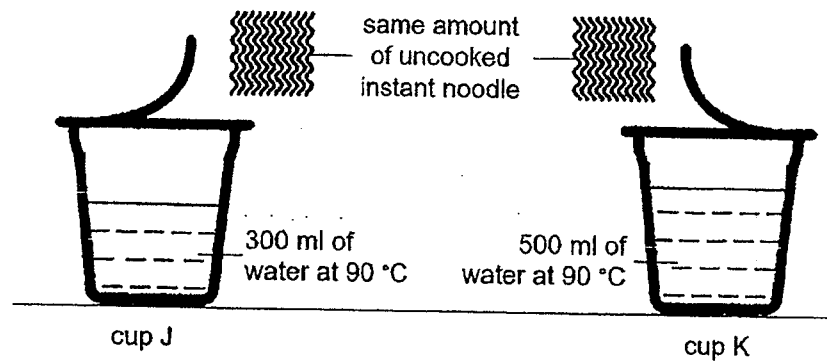 same amount
of uncooked
instant noodle
300 ml of
water at 90 °C
500 ml of
water at 90 °C
cup J
cup K